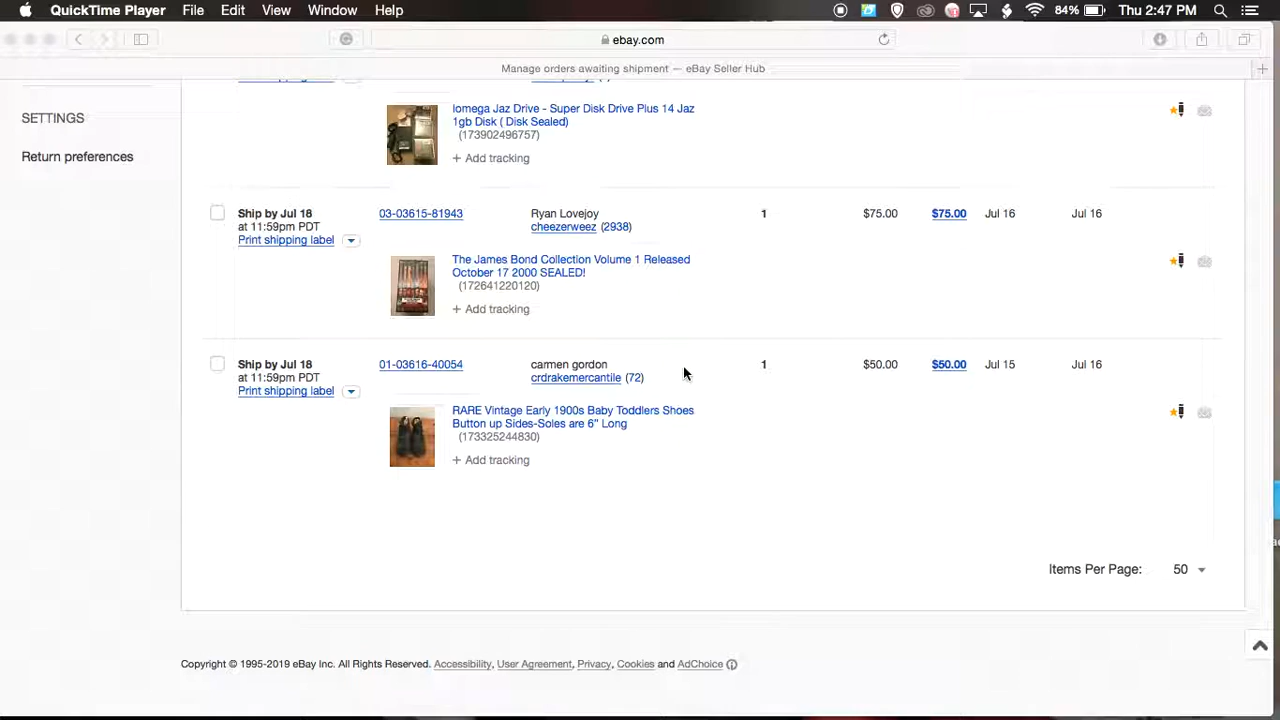 QuickTime Player File Edit View Window Help 84% Thu 2:47 PM
ebay.com
Manage orders awaiting shipment — eBay Seller Hub
SETTINGS
Return preferences
Iomega Jaz Drive - Super Disk Drive Plus 14 Jaz
1gb Disk ( Disk Sealed)
(173902496757)
+ Add tracking
Ship by Jul 18 03-03615-81943 Ryan Lovejoy 1 $75.00 $75.00 Jul 16 Jul 16
at 11:59pm PDT cheezerweez (2938)
Print shipping label
The James Bond Collection Volume 1 Released
October 17 2000 SEALED!
(172641220120)
+ Add tracking
Ship by Jul 18 01-03616-40054 carmen gordon 1 $50.00 $50.00 Jul 15 Jul 16
at 11:59pm PDT crdrakemercantile (72)
Print shipping label
RARE Vintage Early 1900s Baby Toddlers Shoes
Button up Sides-Soles are 6” Long
(173325244830)
+ Add tracking
Items Per Page: 50
Copyright © 1995-2019 eBay Inc. All Rights Reserved. Accessibility, User Agreement, Privacy, Cookies and AdChoice